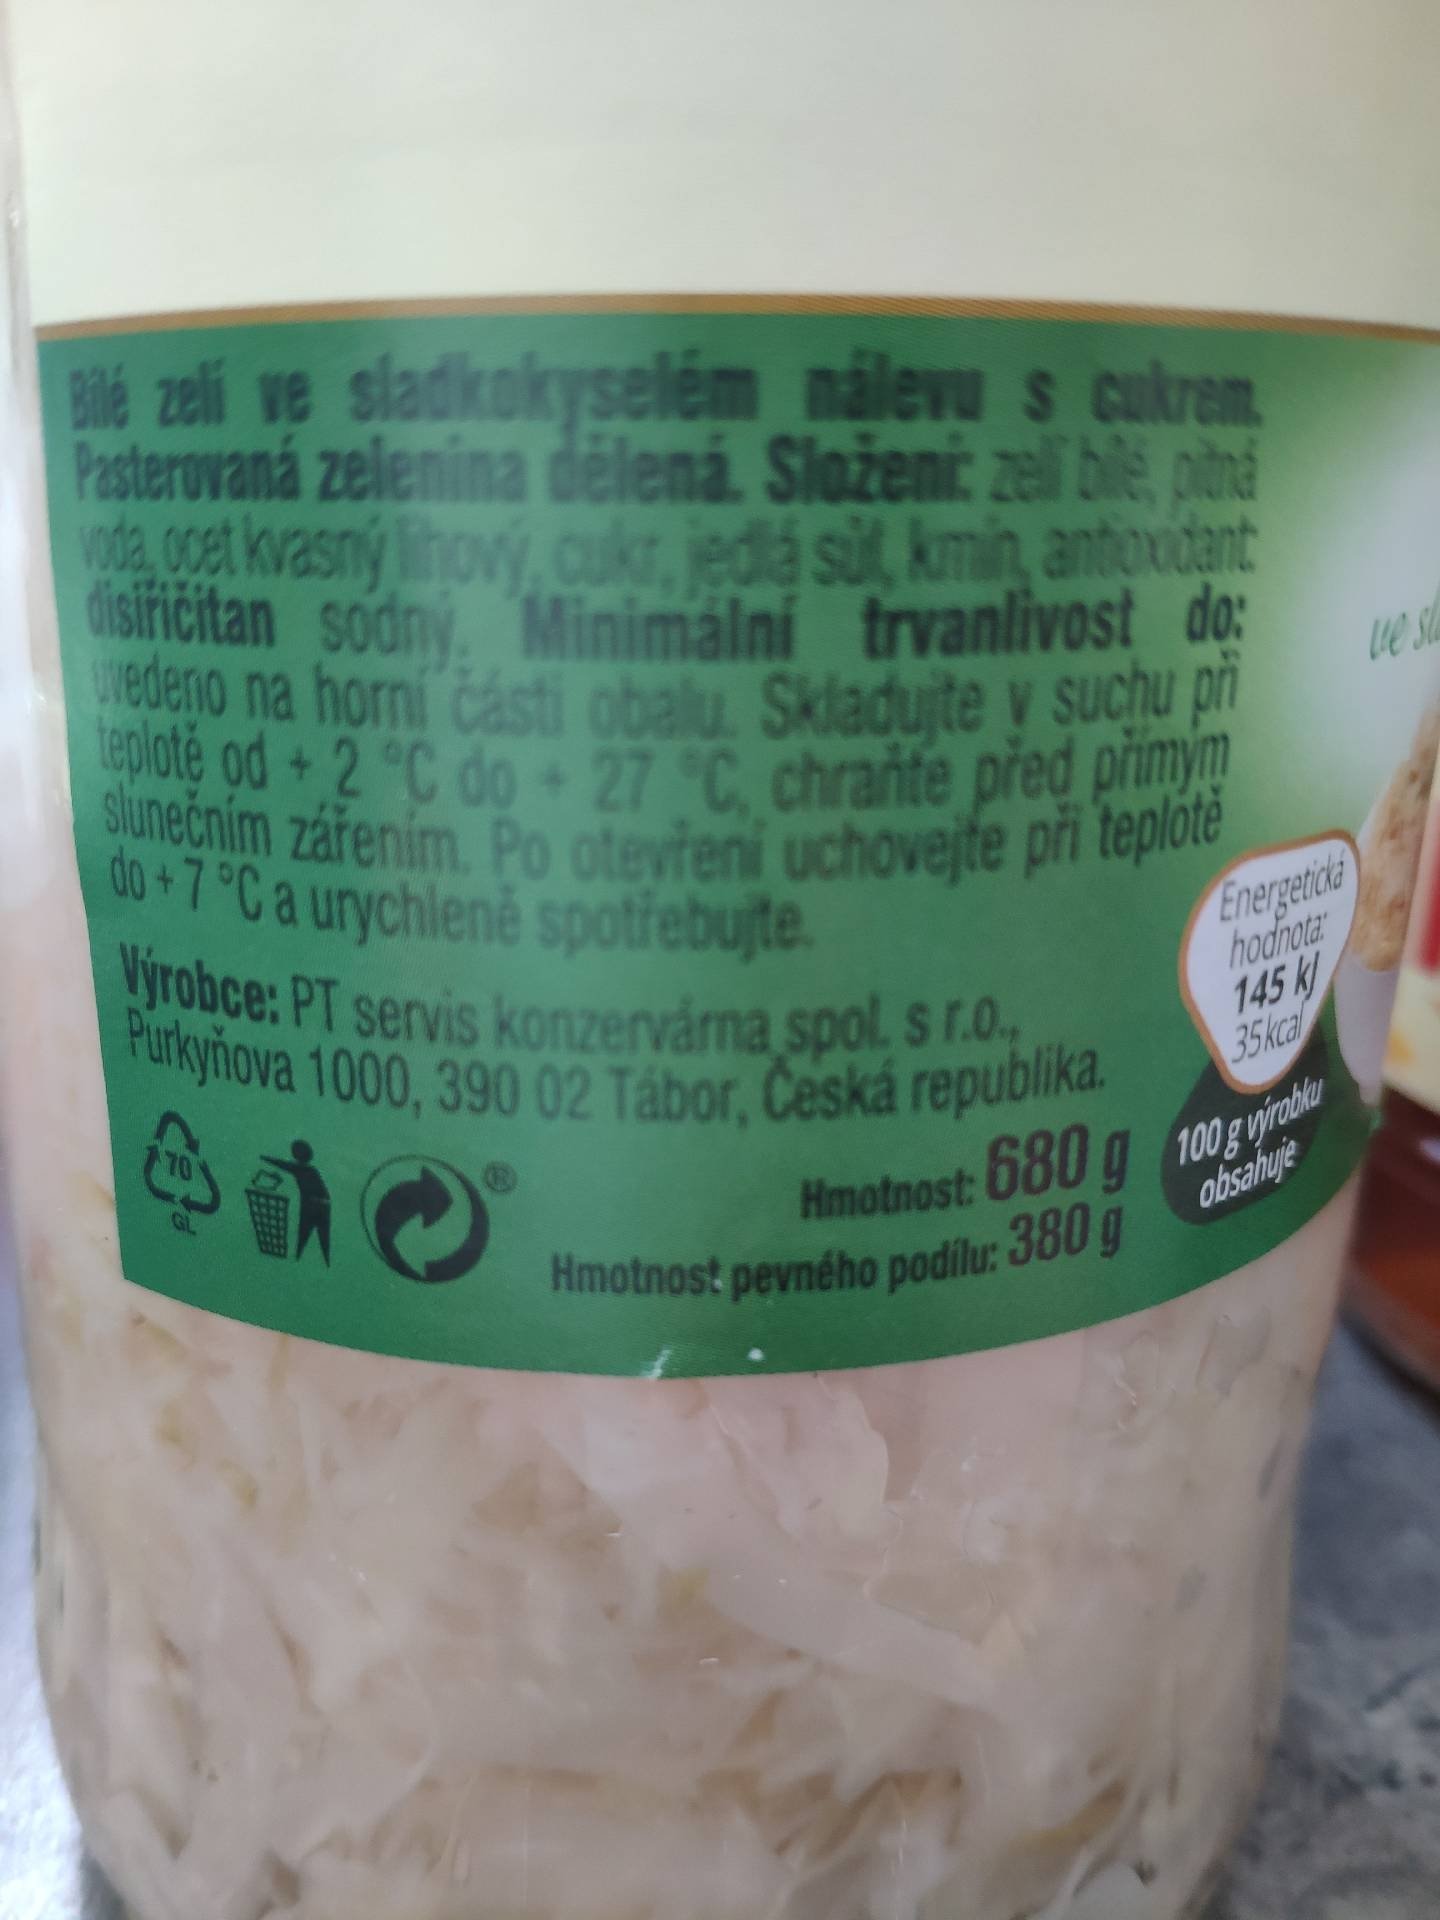 Bílé zelí ve sladkokyselém nálevu s cukrem.
Pasterovaná zelenina dělená. Složení: zelí bílé, pitná
voda, ocet kvasný lihový, cukr, jedlá sůl, kmín, antioxidant:
disiřičitan sodný. Minimální trvanlivost do:
uvedeno na horní části obalu. Skladujte v suchu při
teplotě od + 2 °C do + 27 °C, chraňte před přímým
slunečním zářením. Po otevření uchovejte při teplotě
do + 7 °C a urychleně spotřebujte.
Výrobce: PT servis konzervárna spol. s r.o.,
Purkyňova 1000, 390 02 Tábor, Česká republika.
70
GL
®
Hmotnost: 680 g
Hmotnost pevného podílu: 380 g
Energetická
hodnota:
145 kJ
35 kcal
100 g výrobku
obsahuje
ve